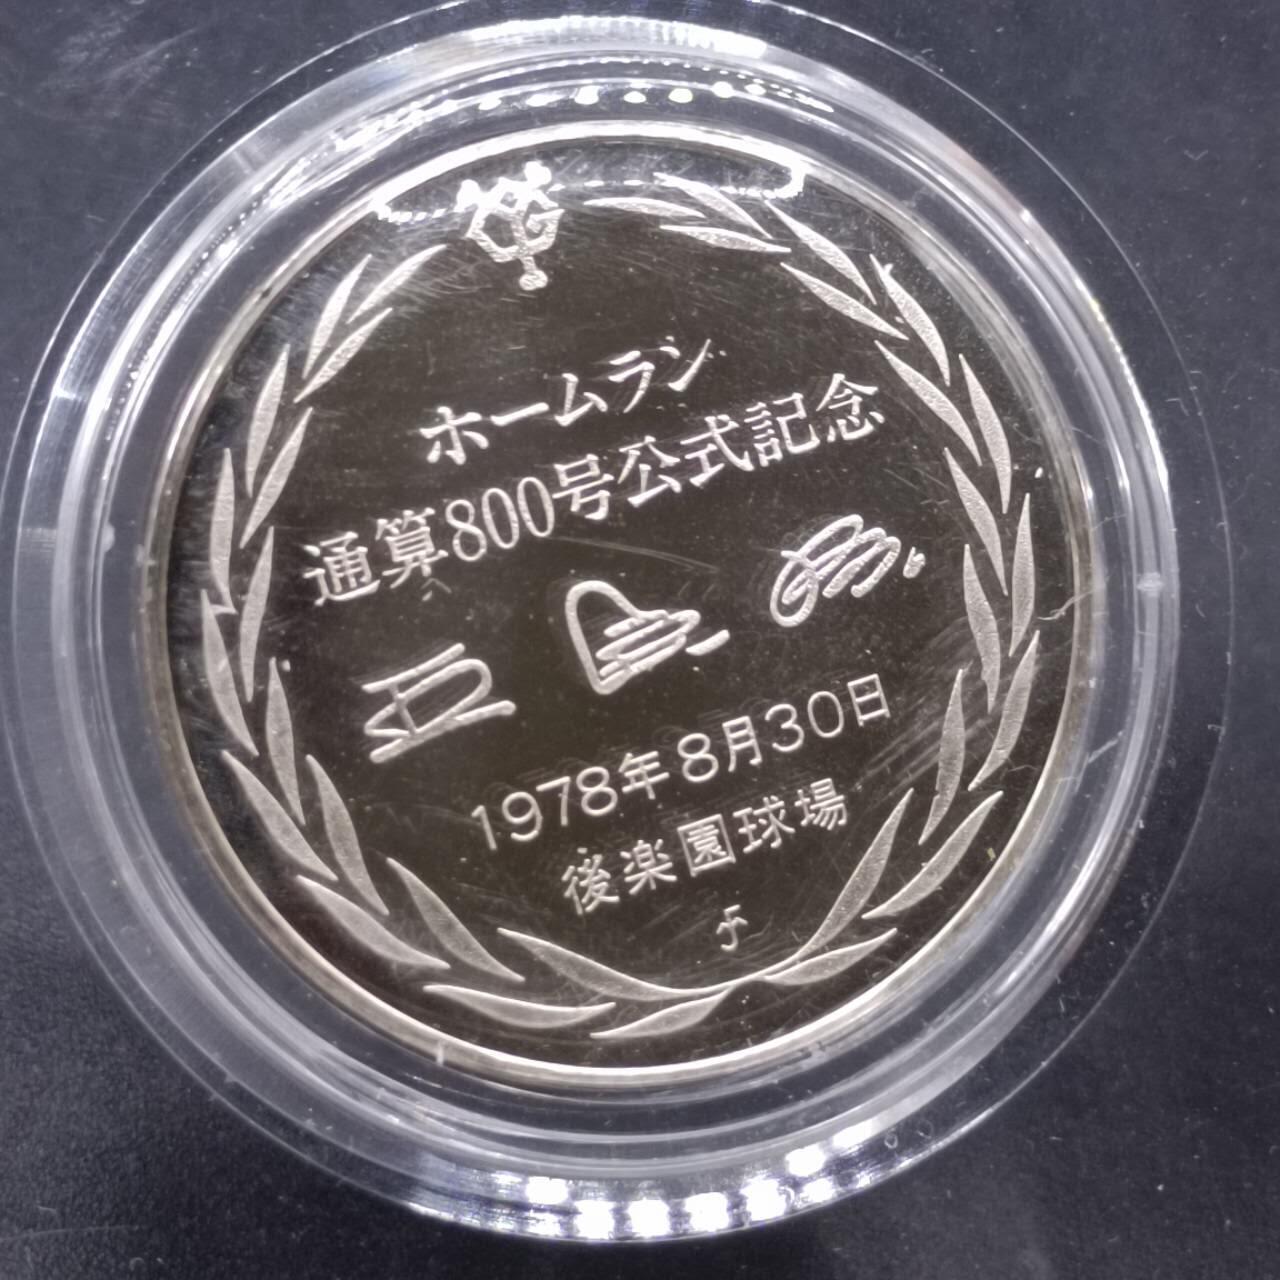 ホームラン
通算800号公式記念
王貞治
1978年8月30日
後楽園球場